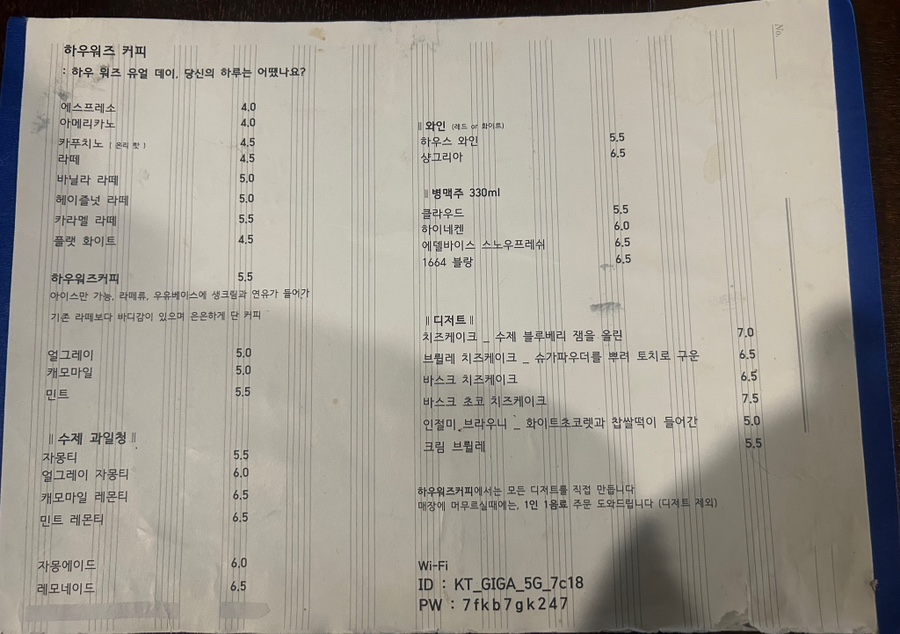 하우워즈 커피
: 하우 워즈 유얼 데이, 당신의 하루는 어땠나요?
에스프레소 4.0
아메리카노 4.0
카푸치노 ( 온리 핫 ) 4.5
라떼 4.5
바닐라 라떼 5.0
헤이즐넛 라떼 5.0
카라멜 라떼 5.5
플랫 화이트 4.5
하우워즈커피 5.5
아이스만 가능, 라떼류, 우유베이스에 생크림과 연유가 들어가
기존 라떼보다 바디감이 있으며 은은하게 단 커피
얼그레이 5.0
캐모마일 5.0
민트 5.5
‖ 수제 과일청 ‖
자몽티 5.5
얼그레이 자몽티 6.0
캐모마일 레몬티 6.5
민트 레몬티 6.5
자몽에이드 6.0
레모네이드 6.5
‖ 와인 (레드 or 화이트)
하우스 와인 5.5
샹그리아 6.5
‖ 병맥주 330ml
클라우드 5.5
하이네켄 6.0
에델바이스 스노우프레쉬 6.5
1664 블랑 6.5
‖ 디저트 ‖
치즈케이크 _ 수제 블루베리 잼을 올린 7.0
브륄레 치즈케이크 _ 슈가파우더를 뿌려 토치로 구운 6.5
바스크 치즈케이크 6.5
바스크 초코 치즈케이크 7.5
인절미 브라우니 _ 화이트초코렛과 찹쌀떡이 들어간 5.0
크림 브륄레 5.5
하우워즈커피에서는 모든 디저트를 직접 만듭니다
매장에 머무르실때에는, 1인 1음료 주문 도와드립니다 (디저트 제외)
Wi-Fi
ID : KT_GIGA_5G_7c18
PW : 7fkb7gk247
No.